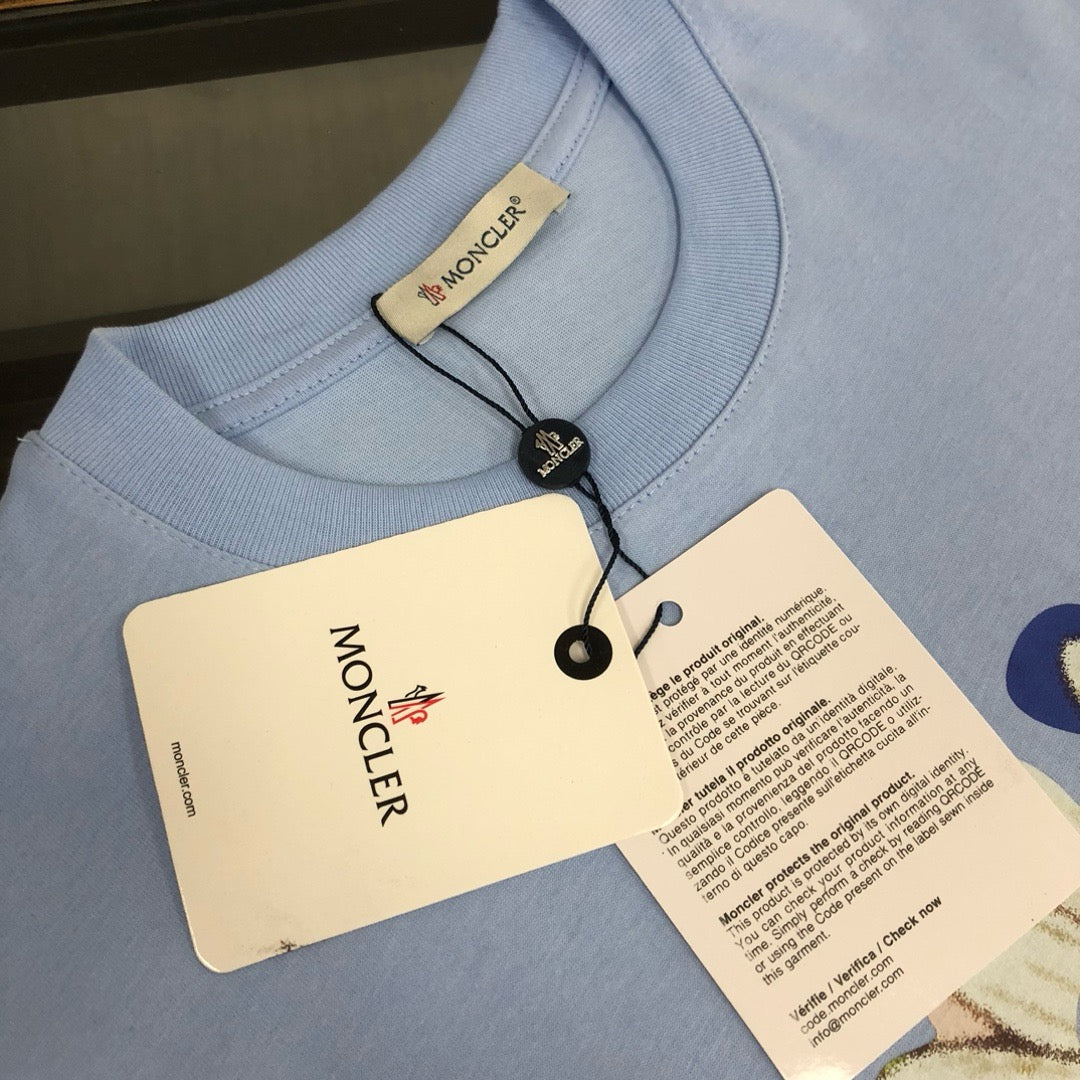 MONCLER®
MONCLER
MONCLER
moncler.com
ège le produit original.
protégé par une identité numérique.
vérifier à tout moment l'authenticité,
la provenance du produit en effectuant
contrôle par la lecture du QRCODE ou
du Code se trouvant sur l'étiquette cou-
érieur de cette pièce.
er tutela il prodotto originale.
Questo prodotto è tutelato da un'identità digitale.
In qualsiasi momento può verificare l'autenticità, la
qualità e la provenienza del prodotto facendo un
semplice controllo, leggendo il QRCODE o utiliz-
zando il Codice presente sull'etichetta cucita all'in-
terno di questo capo.
Moncler protects the original product.
This product is protected by its own digital identity.
You can check your product information at any
time. Simply perform a check by reading QRCODE
or using the Code present on the label sewn inside
this garment.
Vérifie / Verifica / Check now
code.moncler.com
info@moncler.com